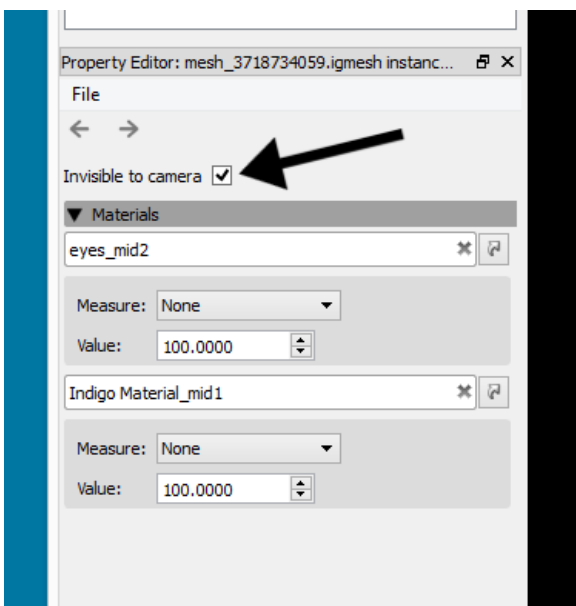 Property Editor: mesh_3718734059.igmesh instanc...
File
Invisible to camera
Materials
eyes_mid2
Measure: None
Value: 100.0000
Indigo Material_mid1
Measure: None
Value: 100.0000